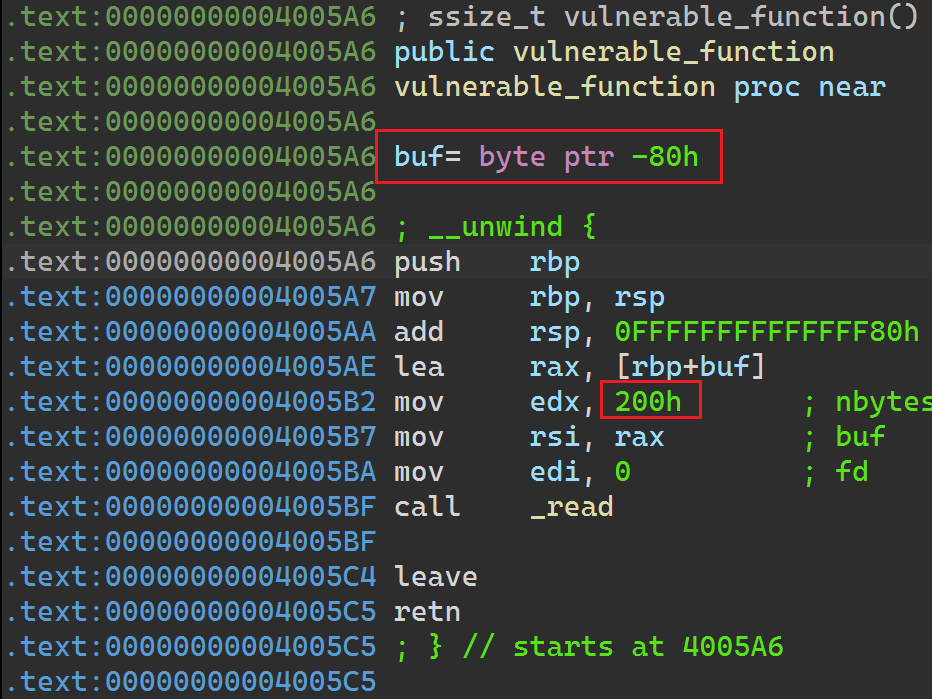 .text:00000000004005A6 ; ssize_t vulnerable_function()
.text:00000000004005A6 public vulnerable_function
.text:00000000004005A6 vulnerable_function proc near
.text:00000000004005A6
.text:00000000004005A6 buf= byte ptr -80h
.text:00000000004005A6
.text:00000000004005A6 ; __unwind {
.text:00000000004005A6 push rbp
.text:00000000004005A7 mov rbp, rsp
.text:00000000004005AA add rsp, 0FFFFFFFFFFFFFF80h
.text:00000000004005AE lea rax, [rbp+buf]
.text:00000000004005B2 mov edx, 200h ; nbytes
.text:00000000004005B7 mov rsi, rax ; buf
.text:00000000004005BA mov edi, 0 ; fd
.text:00000000004005BF call _read
.text:00000000004005BF
.text:00000000004005C4 leave
.text:00000000004005C5 retn
.text:00000000004005C5 ; } // starts at 4005A6
.text:00000000004005C5